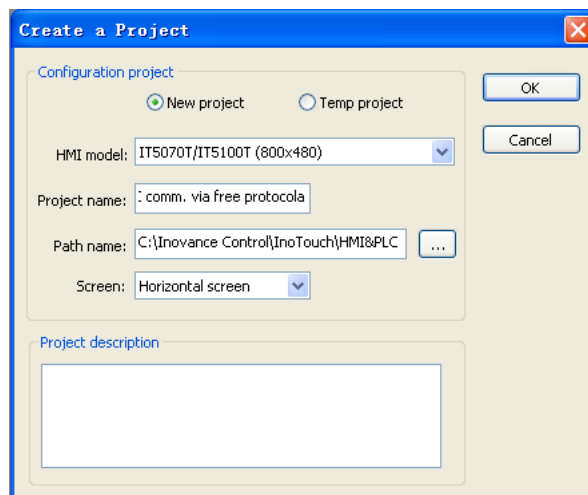 Create a Project
Configuration project
New project
Temp project
OK
HMI model:
IT5070T/IT5100T (800x480)
Cancel
Project name:
comm. via free protocola
Path name:
C:\Inovance Control\InoTouch\HMI&PLC
...
Screen:
Horizontal screen
Project description